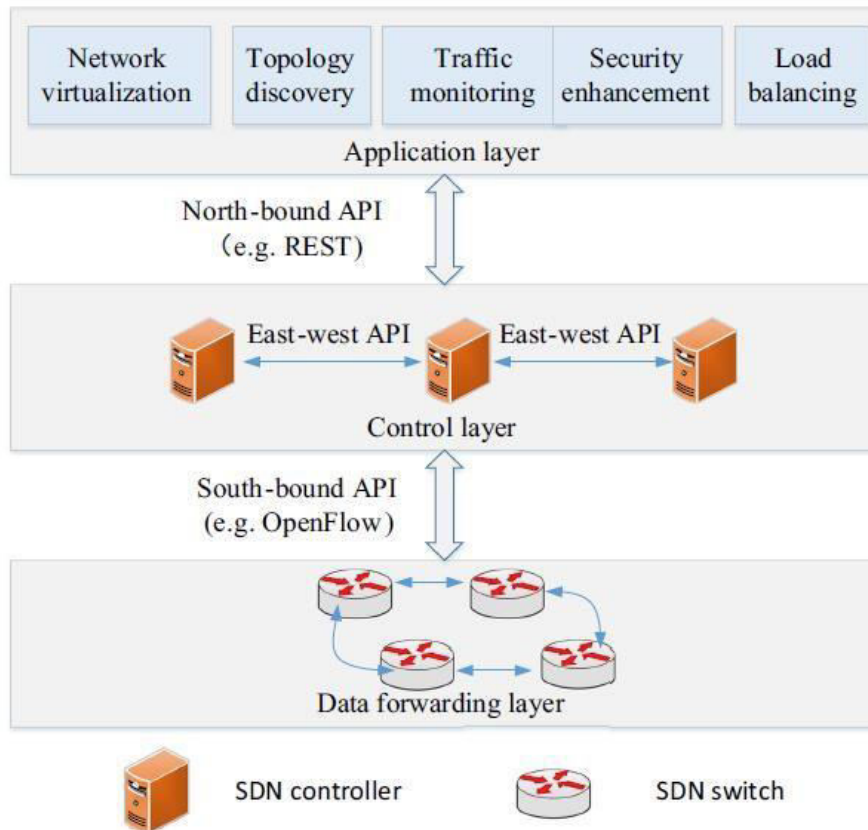 Network
virtualization
Topology
discovery
Traffic
monitoring
Security
enhancement
Load
balancing
Application layer
North-bound API
(e.g. REST)
East-west API
East-west API
Control layer
South-bound API
(e.g. OpenFlow)
Data forwarding layer
SDN controller
SDN switch